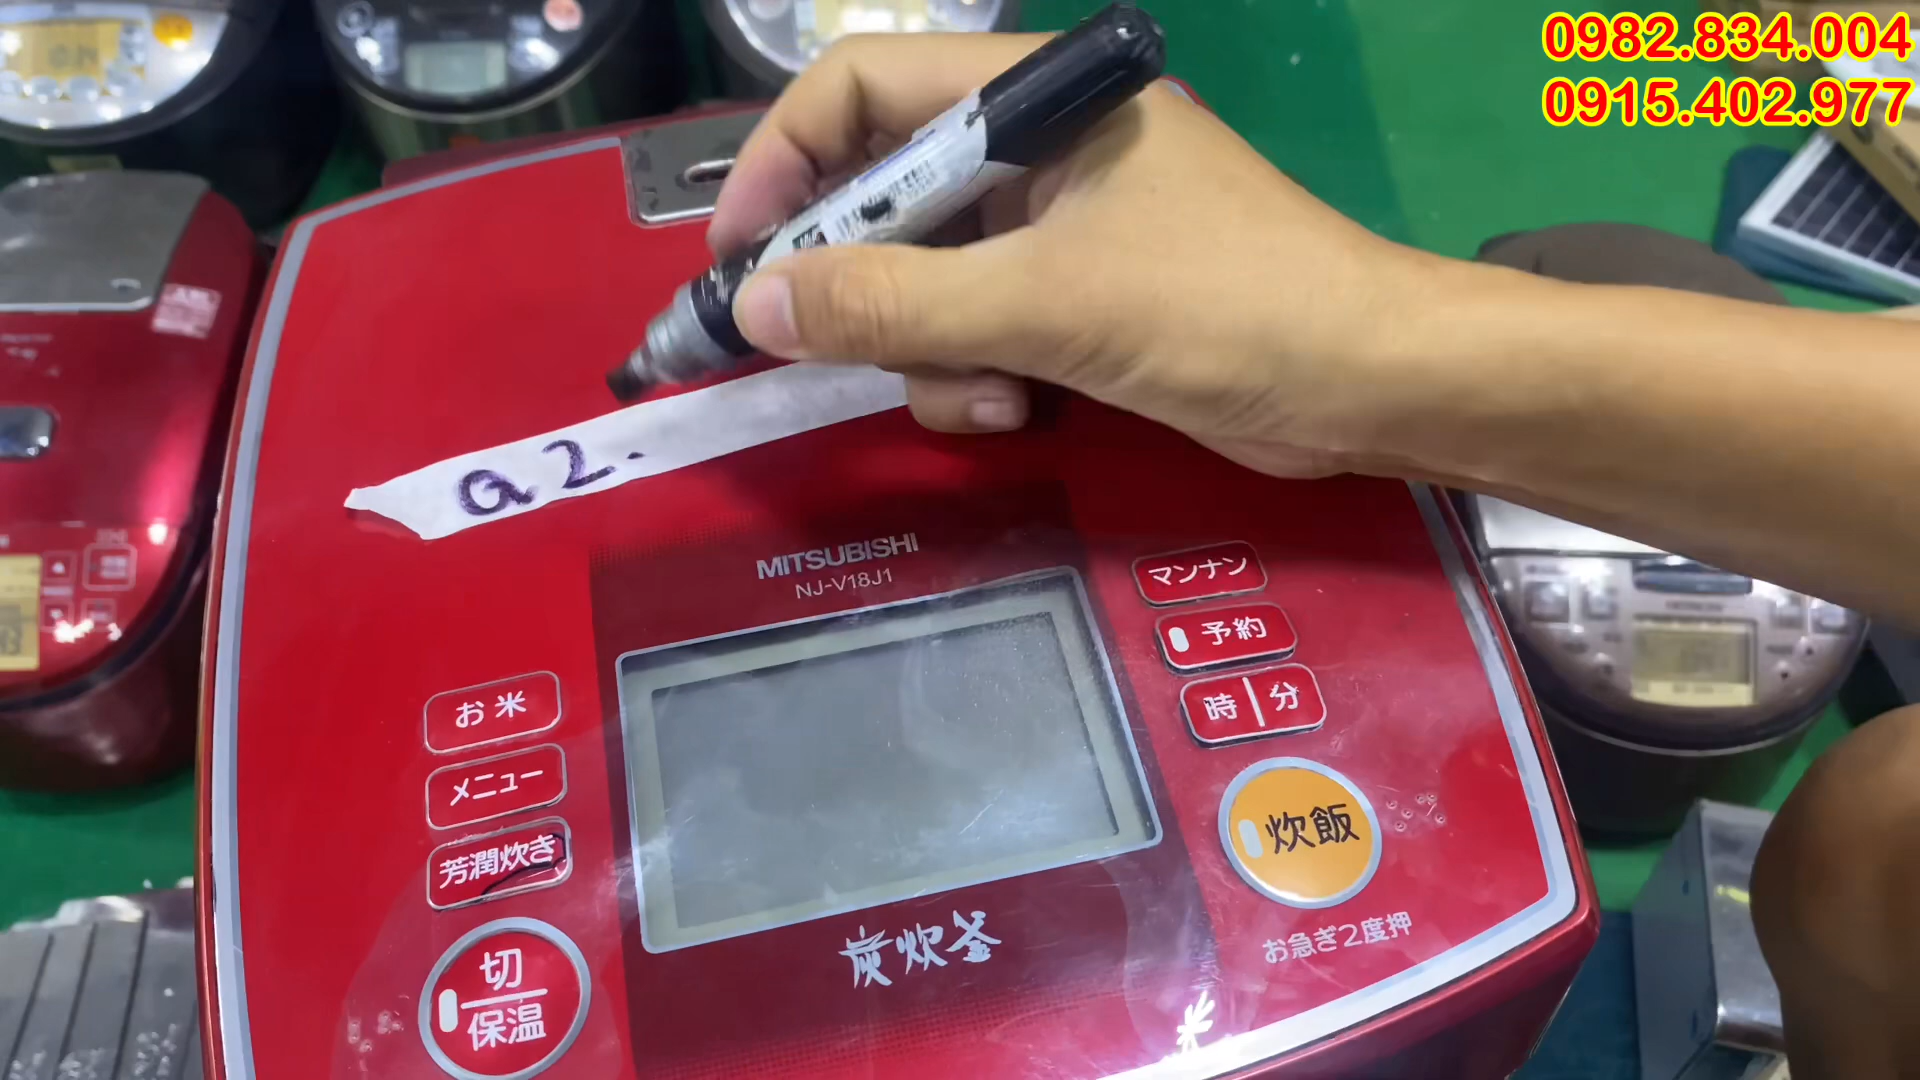 0982.834.004
0915.402.977
a2.
MITSUBISHI
NJ-V18J1
マンナン
予約
時 分
お米
メニュー
芳潤炊き
炊飯
切
保温
お急ぎ2度押
炭炊釜